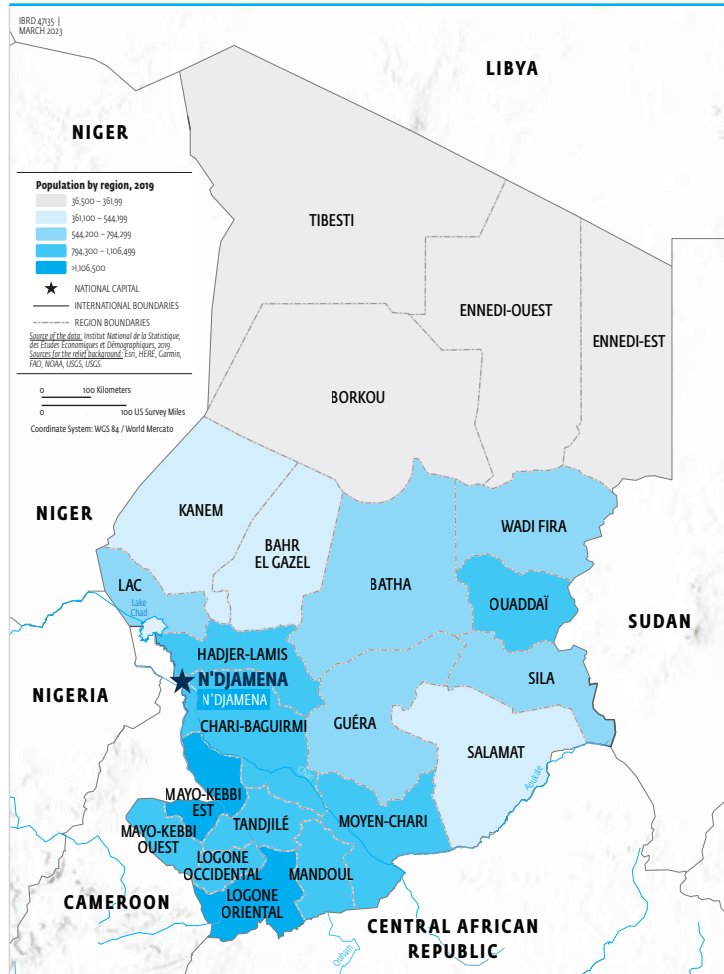 IBRD 47135 |
MARCH 2023
LIBYA
NIGER
Population by region, 2019
36,500 – 361,99
361,100 – 544,199
544,200 – 794,299
794,300 – 1,106,499
>1,106,500
NATIONAL CAPITAL
INTERNATIONAL BOUNDARIES
REGION BOUNDARIES
Source of the data: Institut National de la Statistique,
des Etudes Economiques et Démographiques, 2019.
Sources for the relief background: Esri, HERE, Garmin,
FAO, NOAA, USGS, USGS.
0 100 Kilometers
0 100 US Survey Miles
Coordinate System: WGS 84 / World Mercato
TIBESTI
ENNEDI-OUEST
ENNEDI-EST
BORKOU
NIGER
KANEM
BAHR
EL GAZEL
WADI FIRA
BATHA
LAC
Lake
Chad
OUADDAÏ
SUDAN
HADJER-LAMIS
N'DJAMENA
N'DJAMENA
NIGERIA
SILA
CHARI-BAGUIRMI
GUÉRA
SALAMAT
Chari
Aoukalé
MAYO-KEBBI
EST
TANDJILÉ
MOYEN-CHARI
MAYO-KEBBI
OUEST
LOGONE
OCCIDENTAL
MANDOUL
LOGONE
ORIENTAL
CAMEROON
CENTRAL AFRICAN
REPUBLIC
Ouham